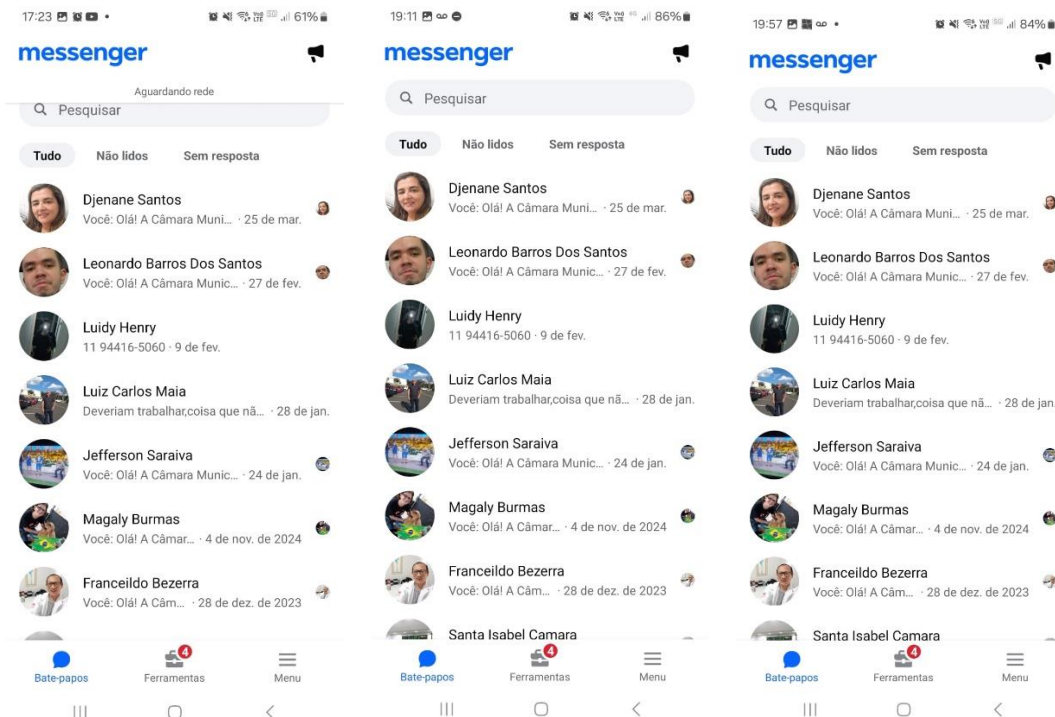 17:23
61%
messenger
Aguardando rede
Pesquisar
Tudo Não lidos Sem resposta
Djenane Santos
Você: Olá! A Câmara Muni... · 25 de mar.
Leonardo Barros Dos Santos
Você: Olá! A Câmara Munic... · 27 de fev.
Luidy Henry
11 94416-5060 · 9 de fev.
Luiz Carlos Maia
Deveriam trabalhar,coisa que nã... · 28 de jan.
Jefferson Saraiva
Você: Olá! A Câmara Munic... · 24 de jan.
Magaly Burmas
Você: Olá! A Câmar... · 4 de nov. de 2024
Franceildo Bezerra
Você: Olá! A Câm... · 28 de dez. de 2023
4
Bate-papos Ferramentas Menu
19:11
86%
messenger
Pesquisar
Tudo Não lidos Sem resposta
Djenane Santos
Você: Olá! A Câmara Muni... · 25 de mar.
Leonardo Barros Dos Santos
Você: Olá! A Câmara Munic... · 27 de fev.
Luidy Henry
11 94416-5060 · 9 de fev.
Luiz Carlos Maia
Deveriam trabalhar,coisa que nã... · 28 de jan.
Jefferson Saraiva
Você: Olá! A Câmara Munic... · 24 de jan.
Magaly Burmas
Você: Olá! A Câmar... · 4 de nov. de 2024
Franceildo Bezerra
Você: Olá! A Câm... · 28 de dez. de 2023
Santa Isabel Camara
4
Bate-papos Ferramentas Menu
19:57
84%
messenger
Pesquisar
Tudo Não lidos Sem resposta
Djenane Santos
Você: Olá! A Câmara Muni... · 25 de mar.
Leonardo Barros Dos Santos
Você: Olá! A Câmara Munic... · 27 de fev.
Luidy Henry
11 94416-5060 · 9 de fev.
Luiz Carlos Maia
Deveriam trabalhar,coisa que nã... · 28 de jan.
Jefferson Saraiva
Você: Olá! A Câmara Munic... · 24 de jan.
Magaly Burmas
Você: Olá! A Câmar... · 4 de nov. de 2024
Franceildo Bezerra
Você: Olá! A Câm... · 28 de dez. de 2023
Santa Isabel Camara
4
Bate-papos Ferramentas Menu